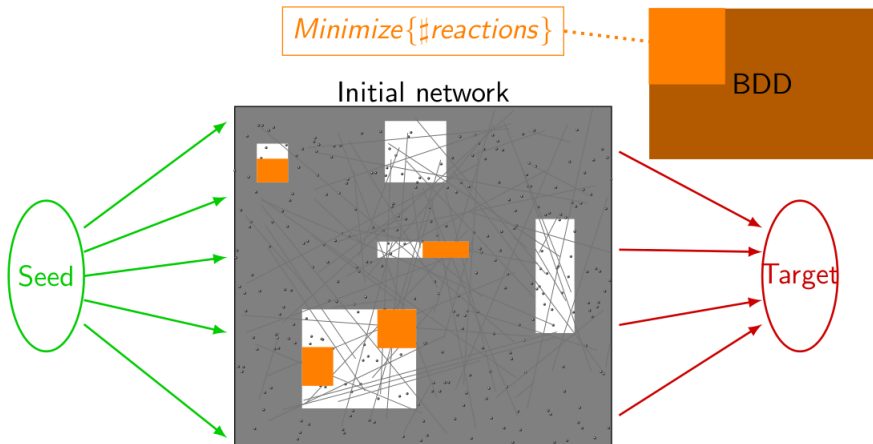 Minimize{♯reactions}
BDD
Initial network
Seed
Target